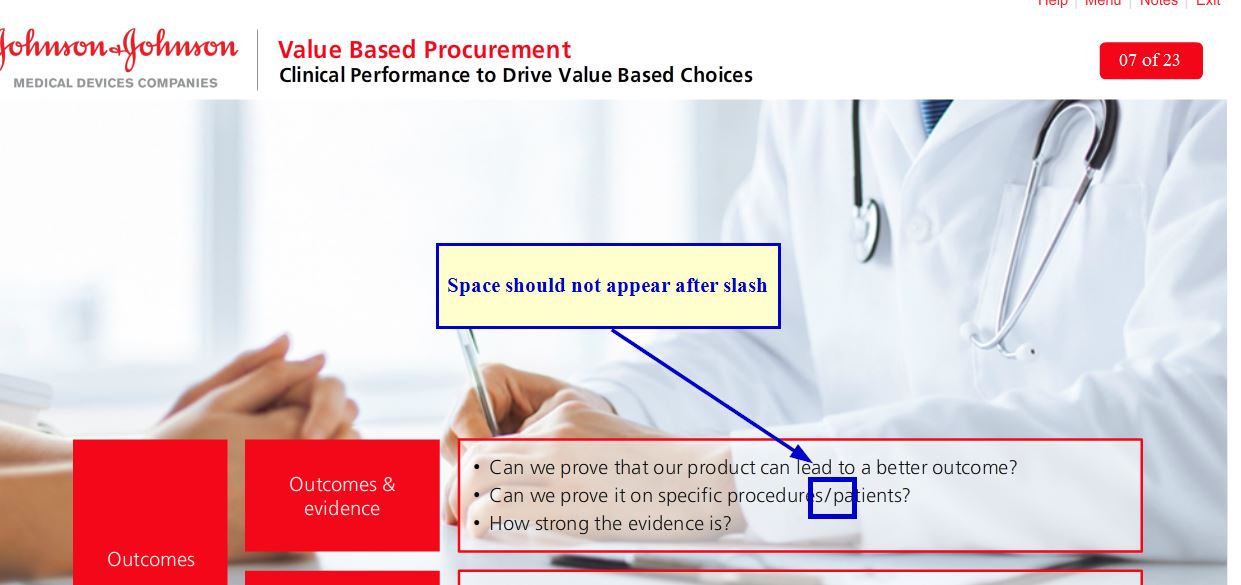 Help | Menu | Notes | Exit
Johnson & Johnson
MEDICAL DEVICES COMPANIES
Value Based Procurement
Clinical Performance to Drive Value Based Choices
07 of 23
Space should not appear after slash
Outcomes
Outcomes &
evidence
• Can we prove that our product can lead to a better outcome?
• Can we prove it on specific procedures/patients?
• How strong the evidence is?